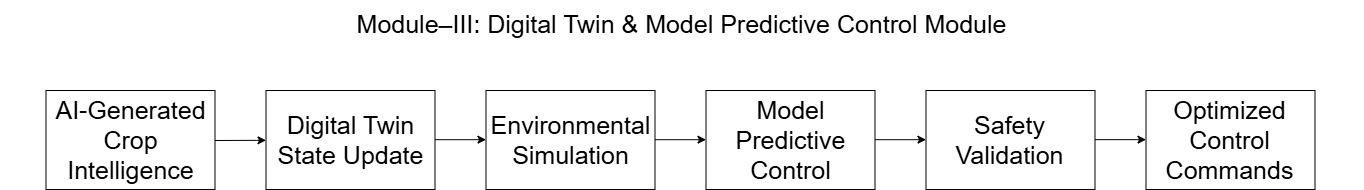 Module–III: Digital Twin & Model Predictive Control Module
AI-Generated
Crop
Intelligence
Digital Twin
State Update
Environmental
Simulation
Model
Predictive
Control
Safety
Validation
Optimized
Control
Commands